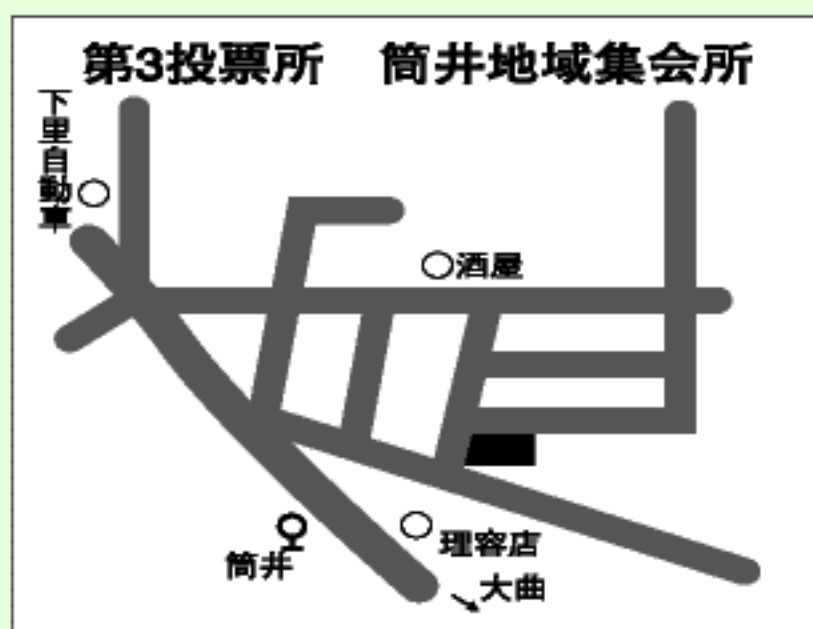 第3投票所　筒井地域集会所
下里自動車
酒屋
筒井
理容店
大曲